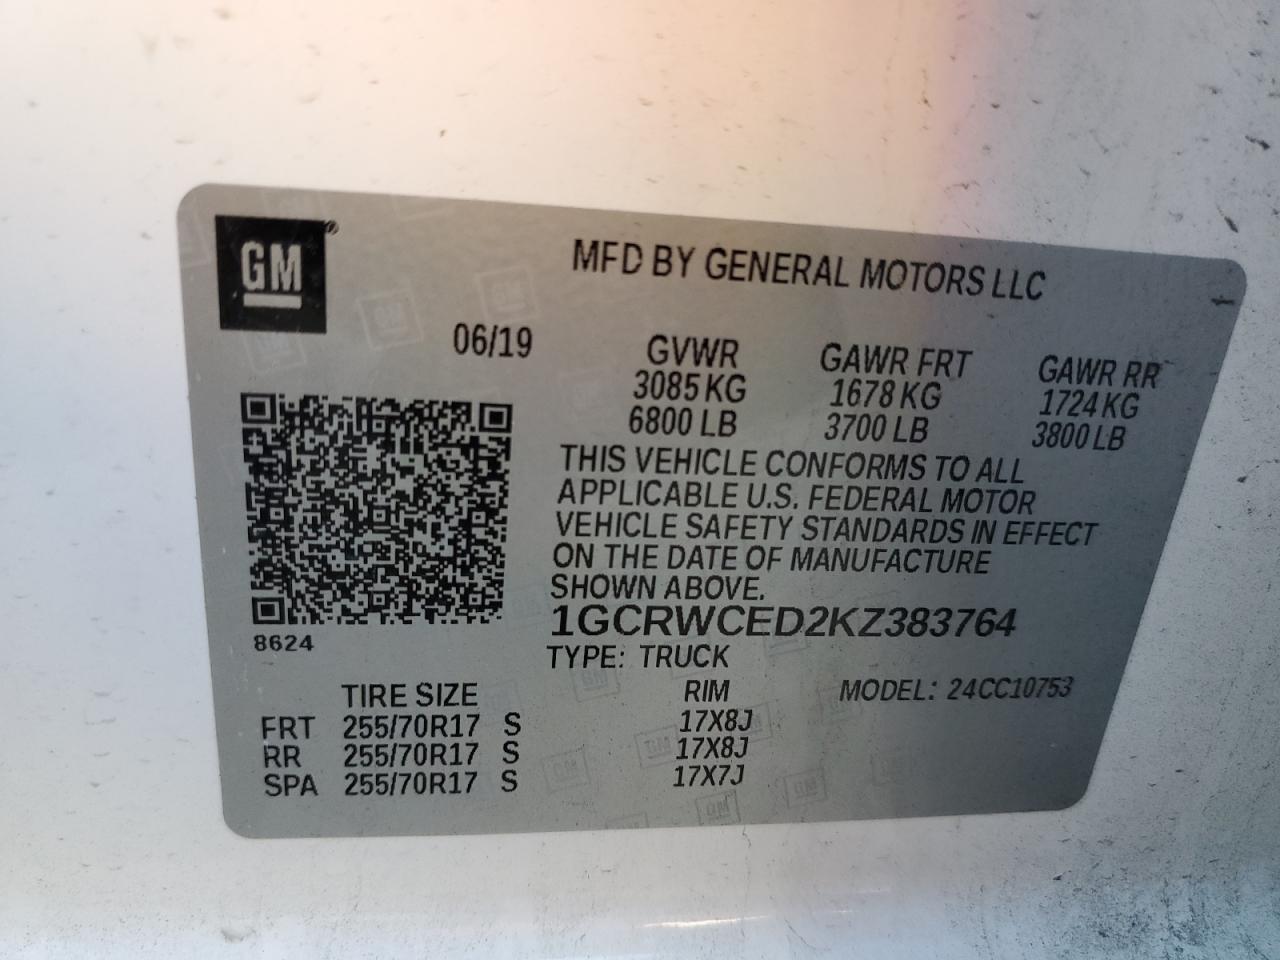 GM
MFD BY GENERAL MOTORS LLC
06/19
GVWR GAWR FRT GAWR RR
3085 KG 1678 KG 1724 KG
6800 LB 3700 LB 3800 LB
THIS VEHICLE CONFORMS TO ALL
APPLICABLE U.S. FEDERAL MOTOR
VEHICLE SAFETY STANDARDS IN EFFECT
ON THE DATE OF MANUFACTURE
SHOWN ABOVE.
1GCRWCED2KZ383764
8624
TYPE: TRUCK
TIRE SIZE RIM MODEL: 24CC10753
FRT 255/70R17 S 17X8J
RR 255/70R17 S 17X8J
SPA 255/70R17 S 17X7J